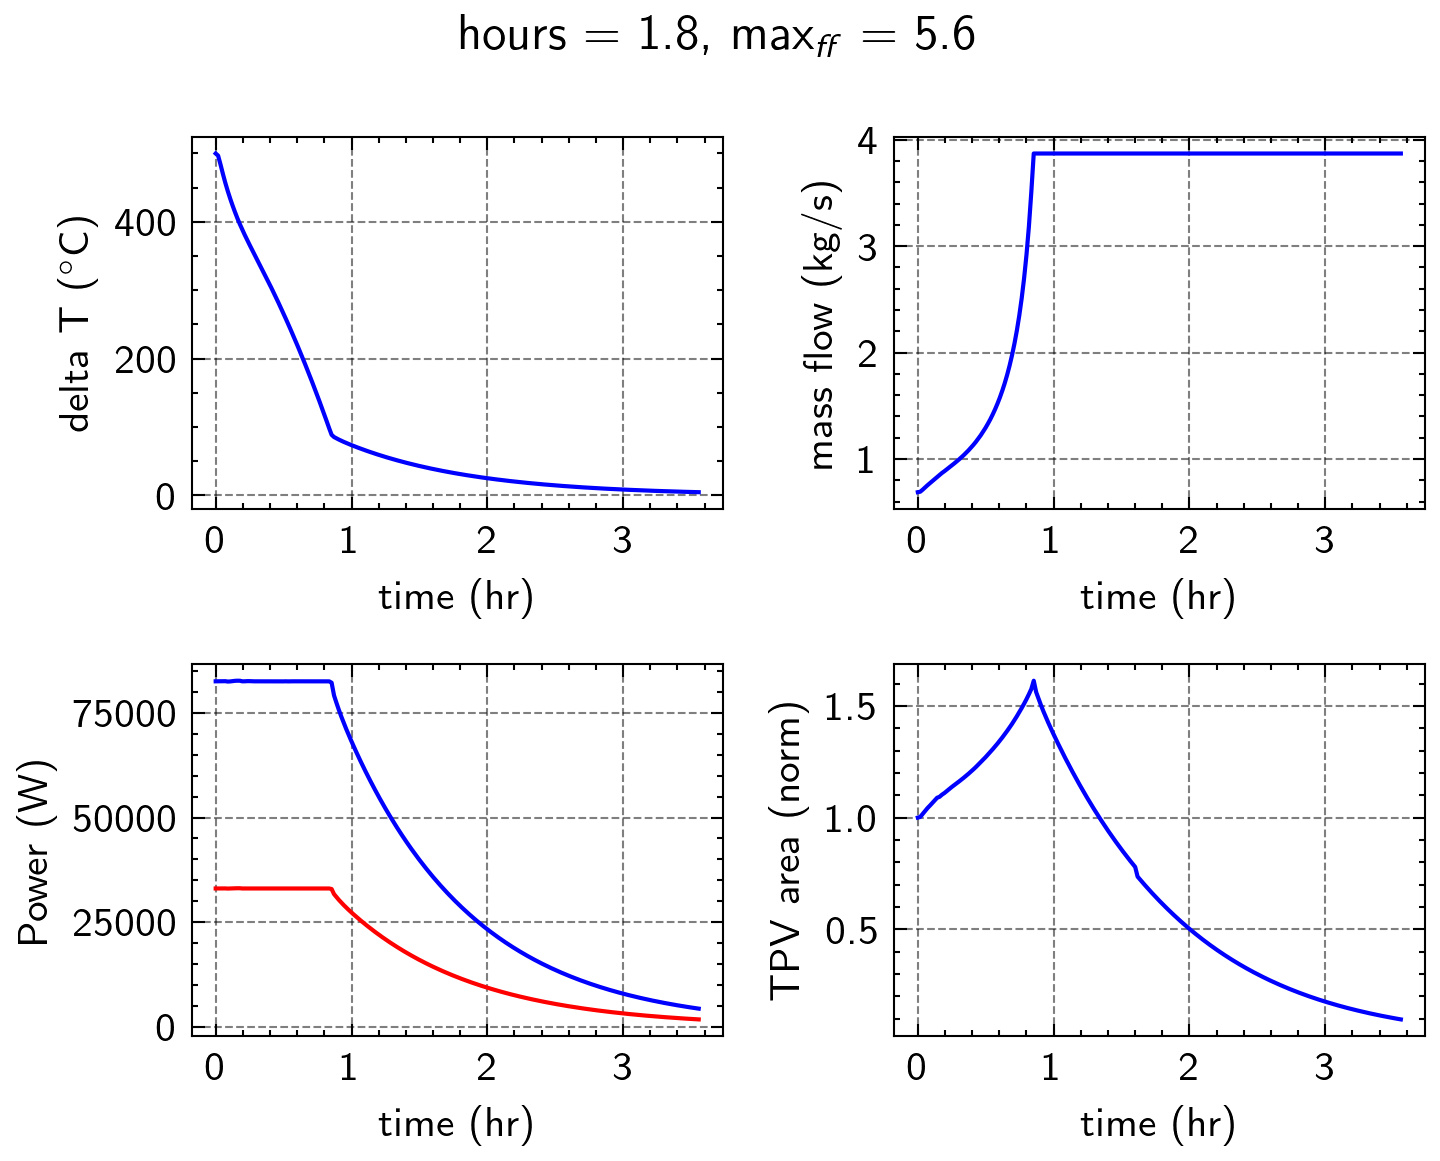 hours = 1.8, max_ff = 5.6
delta T (°C)
400
200
0
0 1 2 3
time (hr)
mass flow (kg/s)
4
3
2
1
0 1 2 3
time (hr)
Power (W)
75000
50000
25000
0
0 1 2 3
time (hr)
TPV area (norm)
1.5
1.0
0.5
0 1 2 3
time (hr)